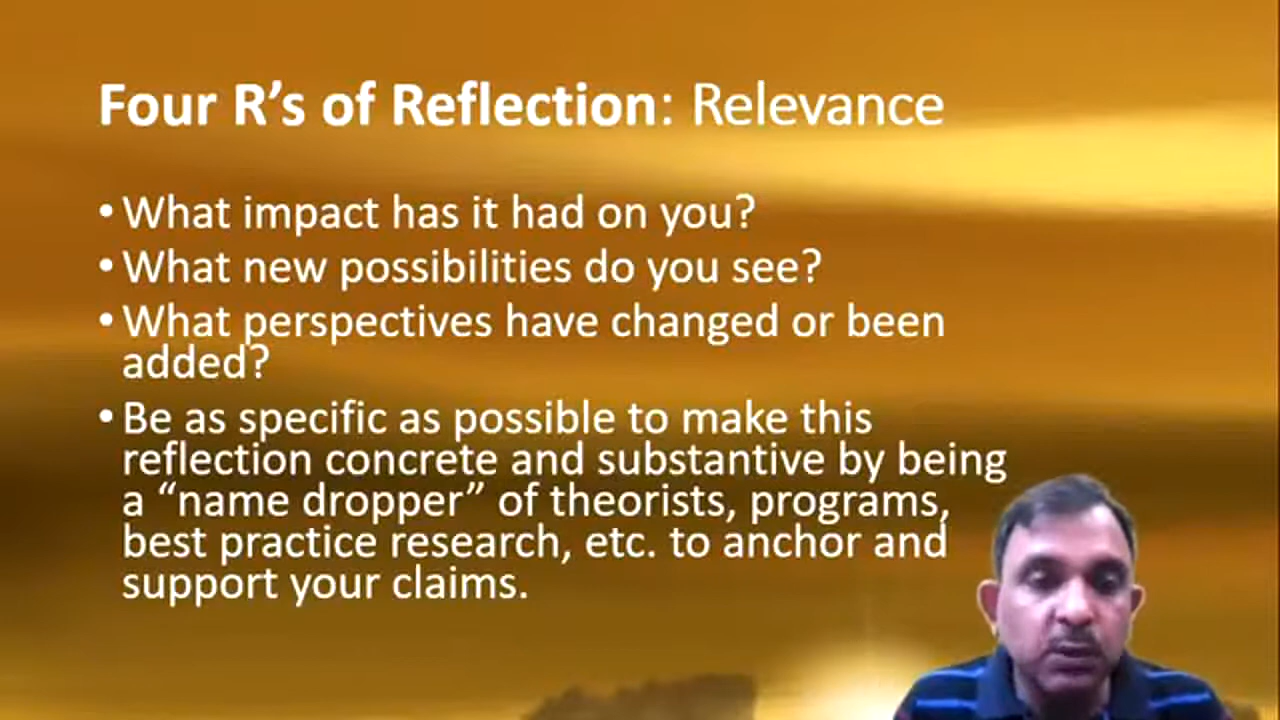 Four R’s of Reflection: Relevance
• What impact has it had on you?
• What new possibilities do you see?
• What perspectives have changed or been
added?
• Be as specific as possible to make this
reflection concrete and substantive by being
a “name dropper” of theorists, programs,
best practice research, etc. to anchor and
support your claims.